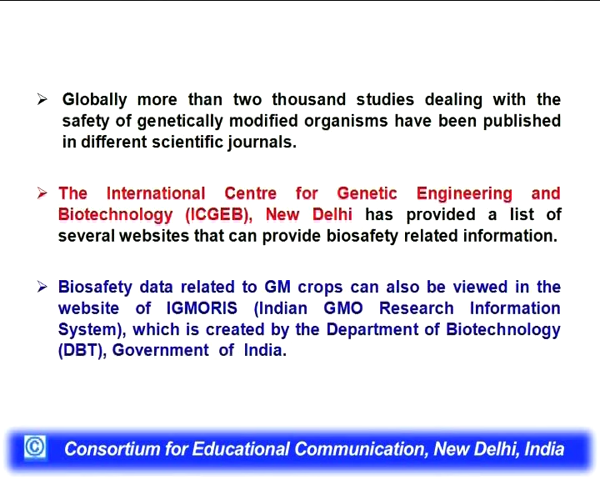 ➢ Globally more than two thousand studies dealing with the
safety of genetically modified organisms have been published
in different scientific journals.
➢ The International Centre for Genetic Engineering and
Biotechnology (ICGEB), New Delhi has provided a list of
several websites that can provide biosafety related information.
➢ Biosafety data related to GM crops can also be viewed in the
website of IGMORIS (Indian GMO Research Information
System), which is created by the Department of Biotechnology
(DBT), Government of India.
© Consortium for Educational Communication, New Delhi, India